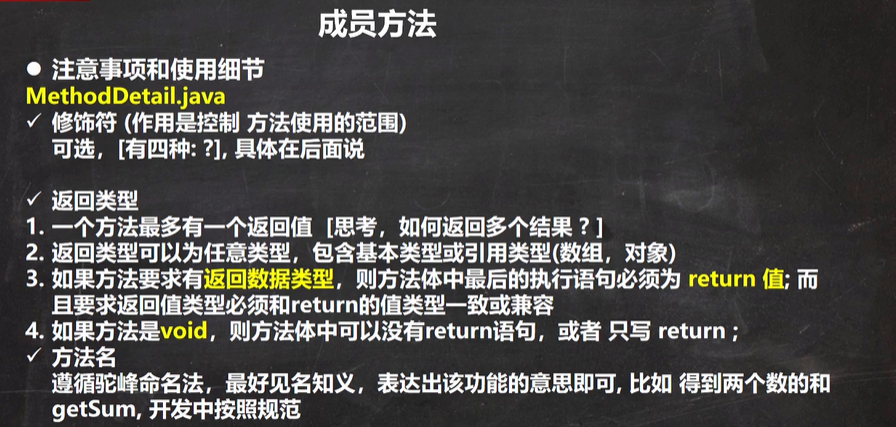 成员方法
● 注意事项和使用细节
MethodDetail.java
✓ 修饰符 (作用是控制 方法使用的范围)
可选，[有四种: ?], 具体在后面说
✓ 返回类型
1. 一个方法最多有一个返回值 [思考，如何返回多个结果？]
2. 返回类型可以为任意类型，包含基本类型或引用类型(数组，对象)
3. 如果方法要求有返回数据类型，则方法体中最后的执行语句必须为 return 值; 而
且要求返回值类型必须和return的值类型一致或兼容
4. 如果方法是void，则方法体中可以没有return语句，或者 只写 return ;
✓ 方法名
遵循驼峰命名法，最好见名知义，表达出该功能的意思即可, 比如 得到两个数的和
getSum, 开发中按照规范